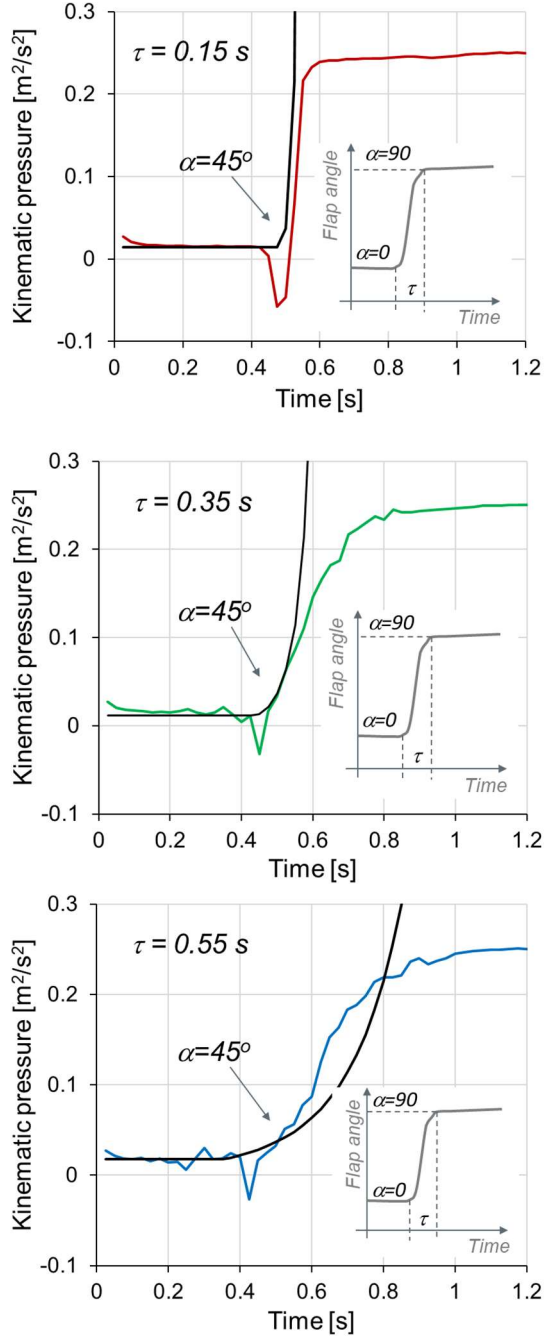 Kinematic pressure [m²/s²]
0.3
τ = 0.15 s
0.2
α=45°
0.1
0
-0.1
α=90
Flap angle
α=0
τ
Time
0 0.2 0.4 0.6 0.8 1 1.2
Time [s]
Kinematic pressure [m²/s²]
0.3
τ = 0.35 s
0.2
α=45°
0.1
0
-0.1
α=90
Flap angle
α=0
τ
Time
0 0.2 0.4 0.6 0.8 1 1.2
Time [s]
Kinematic pressure [m²/s²]
0.3
τ = 0.55 s
0.2
α=45°
0.1
0
-0.1
α=90
Flap angle
α=0
τ
Time
0 0.2 0.4 0.6 0.8 1 1.2
Time [s]